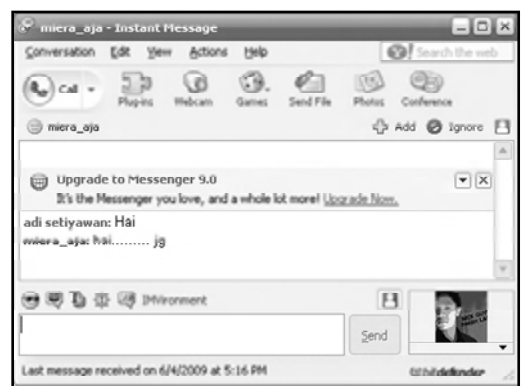 miera_aja - Instant Message
Conversation Edit View Actions Help
Search the web
Call Plug-ins Webcam Games Send File Photos Conference
miera_aja Add Ignore
Upgrade to Messenger 9.0
It's the Messenger you love, and a whole lot more! Upgrade Now.
adi setiyawan: Hai
miera_aja: hai......... jg
IMVironment
Send
Last message received on 6/4/2009 at 5:16 PM
bitdefender